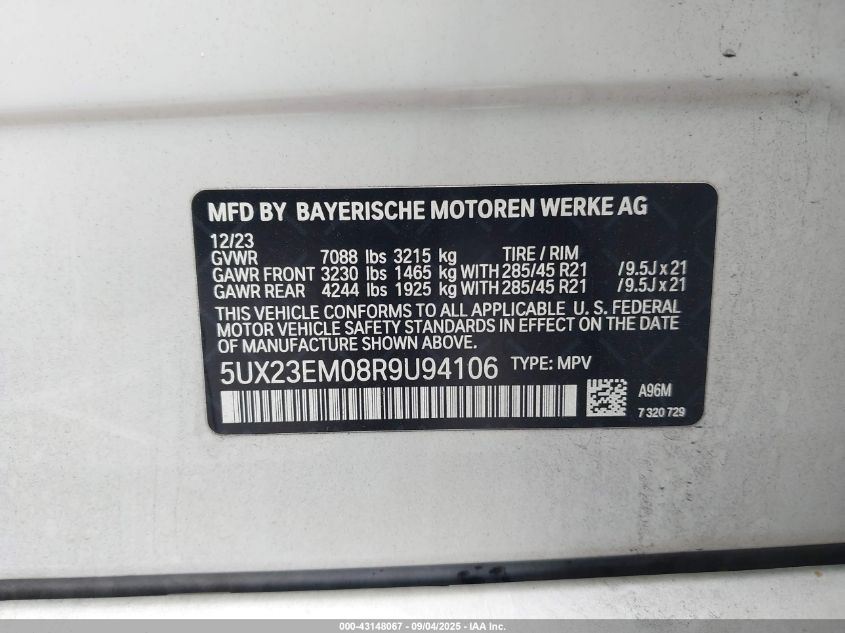 MFD BY BAYERISCHE MOTOREN WERKE AG
12/23
GVWR 7088 lbs 3215 kg TIRE / RIM
GAWR FRONT 3230 lbs 1465 kg WITH 285/45 R21 /9.5J x 21
GAWR REAR 4244 lbs 1925 kg WITH 285/45 R21 /9.5J x 21
THIS VEHICLE CONFORMS TO ALL APPLICABLE U. S. FEDERAL
MOTOR VEHICLE SAFETY STANDARDS IN EFFECT ON THE DATE
OF MANUFACTURE SHOWN ABOVE.
5UX23EM08R9U94106 TYPE: MPV
A96M
7 320 729
000-43148067 - 09/04/2025 - IAA Inc.